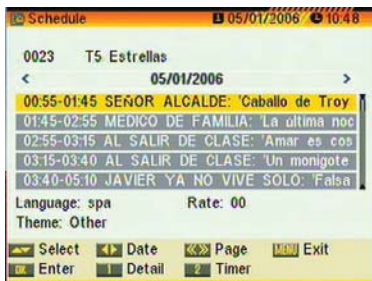 Schedule 05/01/2006 10:48
0023 T5 Estrellas
< 05/01/2006 >
00:55-01:45 SEÑOR ALCALDE: 'Caballo de Troy
01:45-02:55 MEDICO DE FAMILIA: 'La última noc
02:55-03:15 AL SALIR DE CLASE: 'Amar es cos
03:15-03:40 AL SALIR DE CLASE: 'Un monigote
03:40-05:10 JAVIER YA NO VIVE SOLO: 'Falsa
Language: spa Rate: 00
Theme: Other
Select Date Page MENU Exit
OK Enter 1 Detail 2 Timer